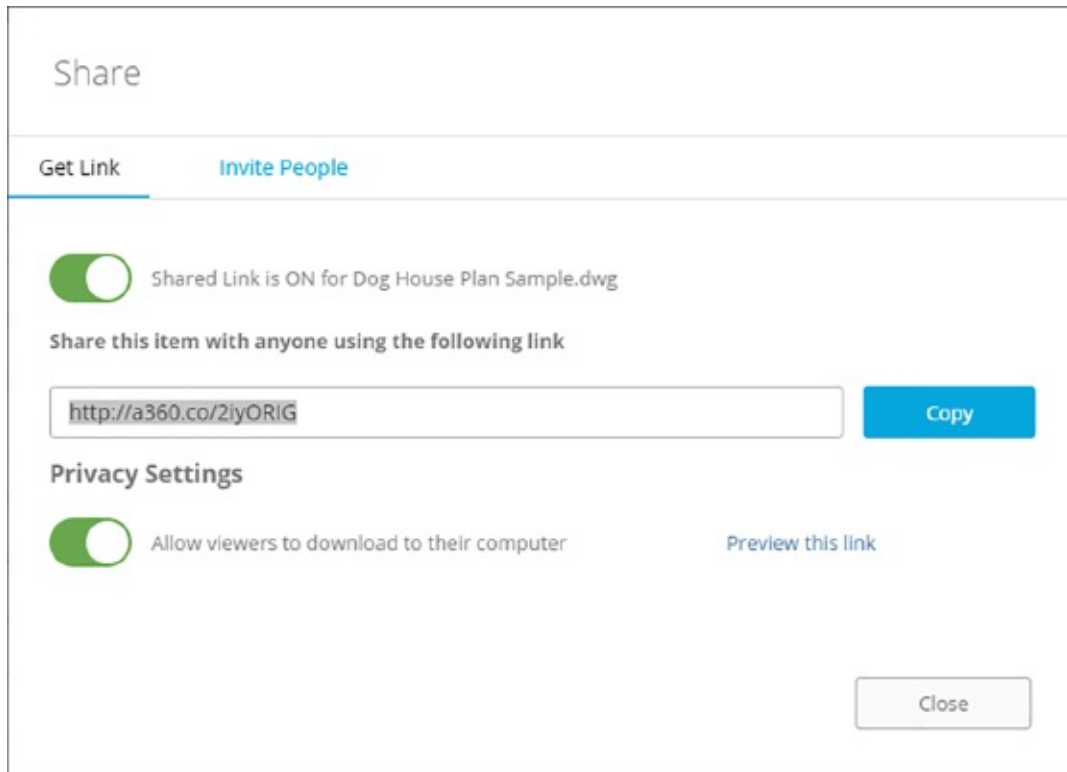 Share
Get Link Invite People
Shared Link is ON for Dog House Plan Sample.dwg
Share this item with anyone using the following link
http://a360.co/2iyORIG
Copy
Privacy Settings
Allow viewers to download to their computer Preview this link
Close